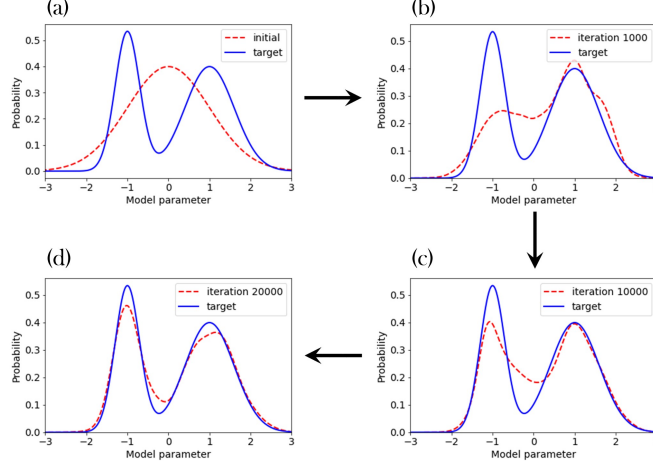 (a)
initial
target
Probability
0.5
0.4
0.3
0.2
0.1
0.0
−3 −2 −1 0 1 2 3
Model parameter
(b)
iteration 1000
target
Probability
0.5
0.4
0.3
0.2
0.1
0.0
−3 −2 −1 0 1 2
Model parameter
(d)
iteration 20000
target
Probability
0.5
0.4
0.3
0.2
0.1
0.0
−3 −2 −1 0 1 2 3
Model parameter
(c)
iteration 10000
target
Probability
0.5
0.4
0.3
0.2
0.1
0.0
−3 −2 −1 0 1 2
Model parameter